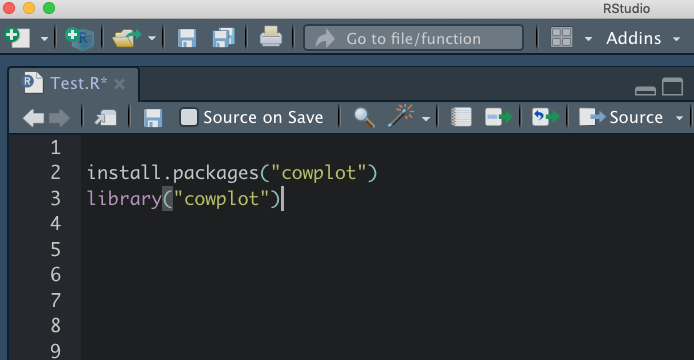 RStudio
Go to file/function
Addins
Test.R*
Source on Save
Source
1
2 install.packages("cowplot")
3 library("cowplot")
4
5
6
7
8
9